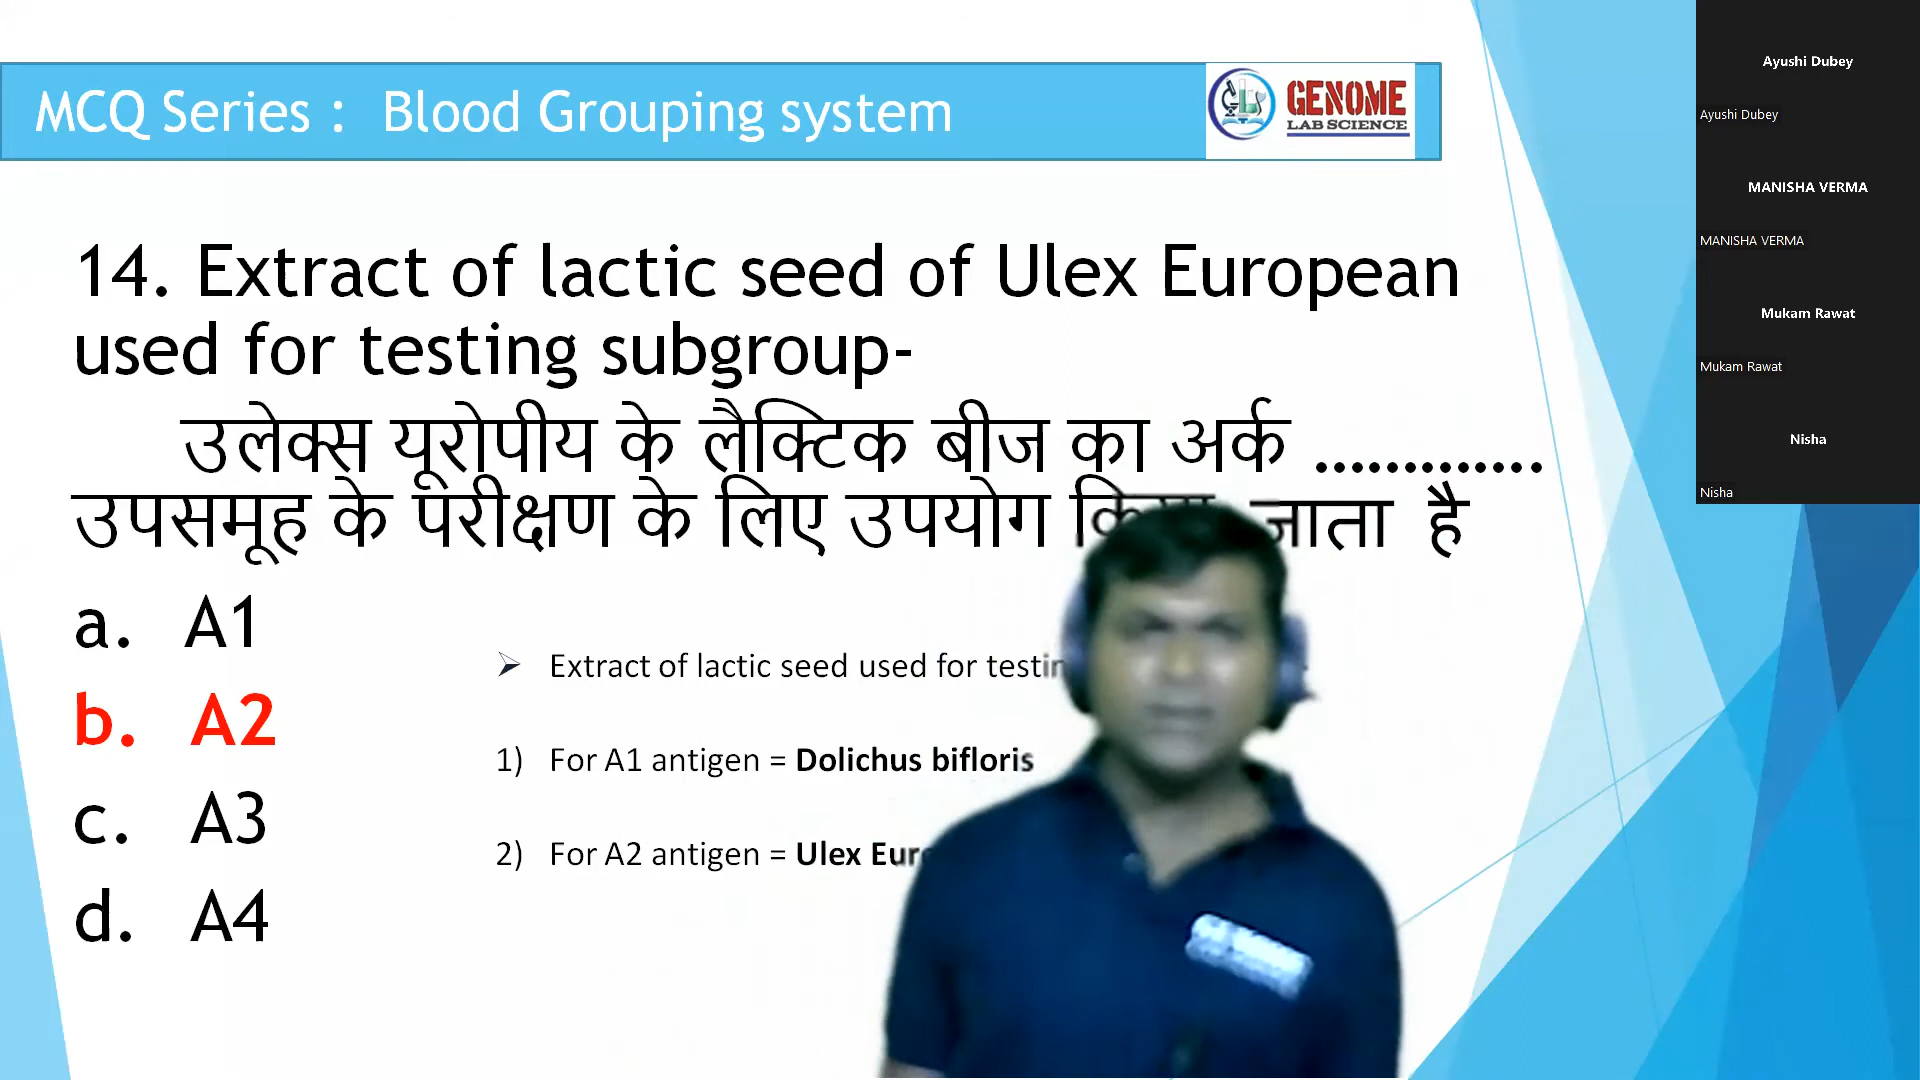 MCQ Series : Blood Grouping system
GENOME
LAB SCIENCE
14. Extract of lactic seed of Ulex European
used for testing subgroup-
उलेक्स यूरोपीय के लैक्टिक बीज का अर्क .............
उपसमूह के परीक्षण के लिए उपयोग जाता है
a. A1
b. A2
c. A3
d. A4
➢ Extract of lactic seed used for
1) For A1 antigen = Dolichus bifloris
2) For A2 antigen = Ulex
Ayushi Dubey
Ayushi Dubey
MANISHA VERMA
MANISHA VERMA
Mukam Rawat
Mukam Rawat
Nisha
Nisha